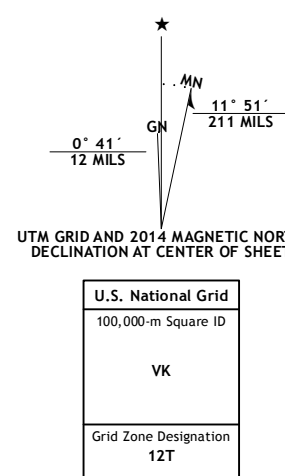 ★
MN
GN
11° 51´
211 MILS
0° 41´
12 MILS
UTM GRID AND 2014 MAGNETIC NOR
DECLINATION AT CENTER OF SHEET
U.S. National Grid
100,000-m Square ID
VK
Grid Zone Designation
12T